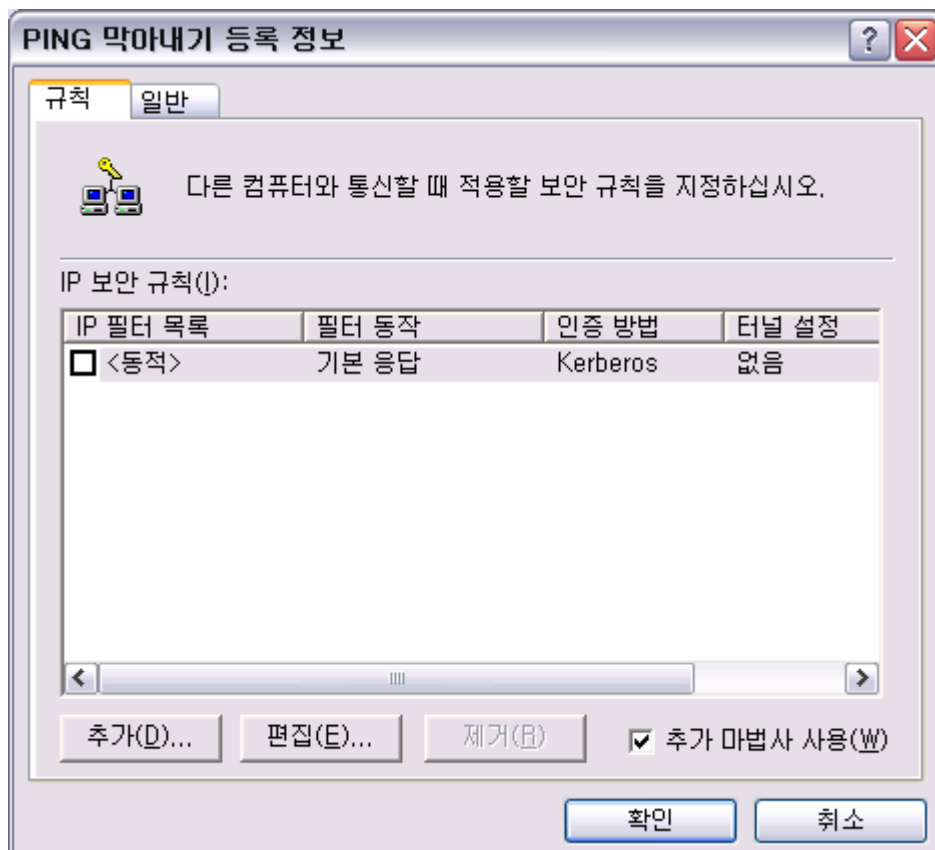 PING 막아내기 등록 정보
규칙
일반
다른 컴퓨터와 통신할 때 적용할 보안 규칙을 지정하십시오.
IP 보안 규칙(I):
IP 필터 목록 필터 동작 인증 방법 터널 설정
<동적> 기본 응답 Kerberos 없음
추가(D)... 편집(E)... 제거(R) 추가 마법사 사용(W)
확인 취소